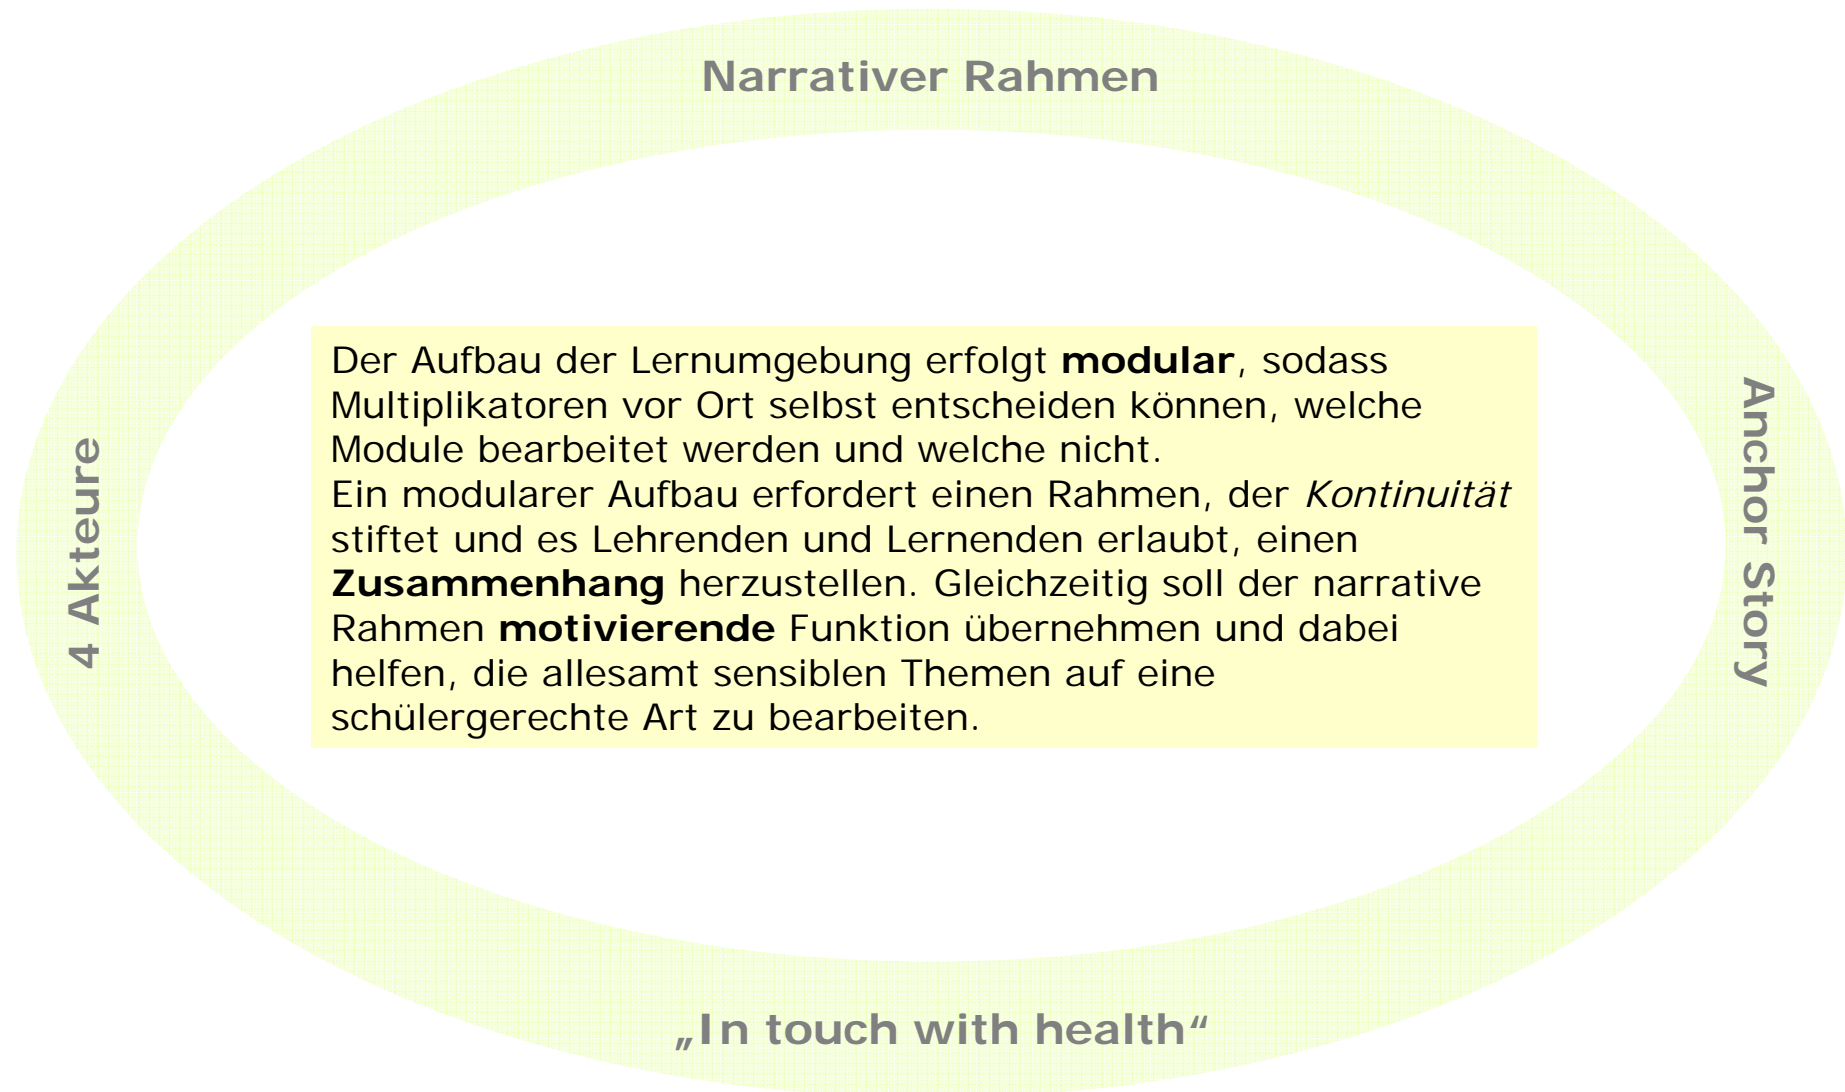 Narrativer Rahmen
Der Aufbau der Lernumgebung erfolgt modular, sodass
Multiplikatoren vor Ort selbst entscheiden können, welche
Module bearbeitet werden und welche nicht.
Ein modularer Aufbau erfordert einen Rahmen, der Kontinuität
stiftet und es Lehrenden und Lernenden erlaubt, einen
Zusammenhang herzustellen. Gleichzeitig soll der narrative
Rahmen motivierende Funktion übernehmen und dabei
helfen, die allesamt sensiblen Themen auf eine
schülergerechte Art zu bearbeiten.
4 Akteure
Anchor Story
„In touch with health“